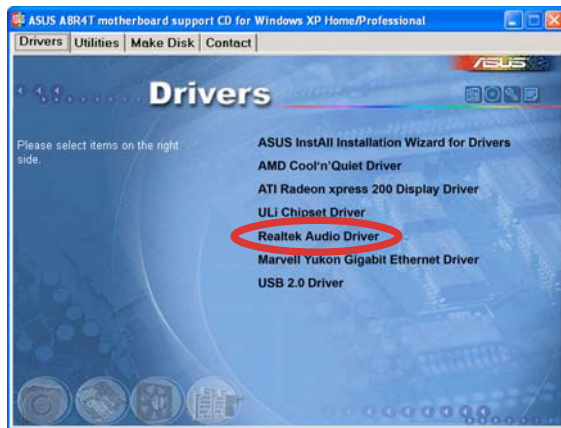 ASUS A8R4T motherboard support CD for Windows XP Home/Professional
Drivers Utilities Make Disk Contact
ASUS
Drivers
Please select items on the right
side.
ASUS InstAll Installation Wizard for Drivers
AMD Cool'n'Quiet Driver
ATI Radeon xpress 200 Display Driver
ULi Chipset Driver
Realtek Audio Driver
Marvell Yukon Gigabit Ethernet Driver
USB 2.0 Driver